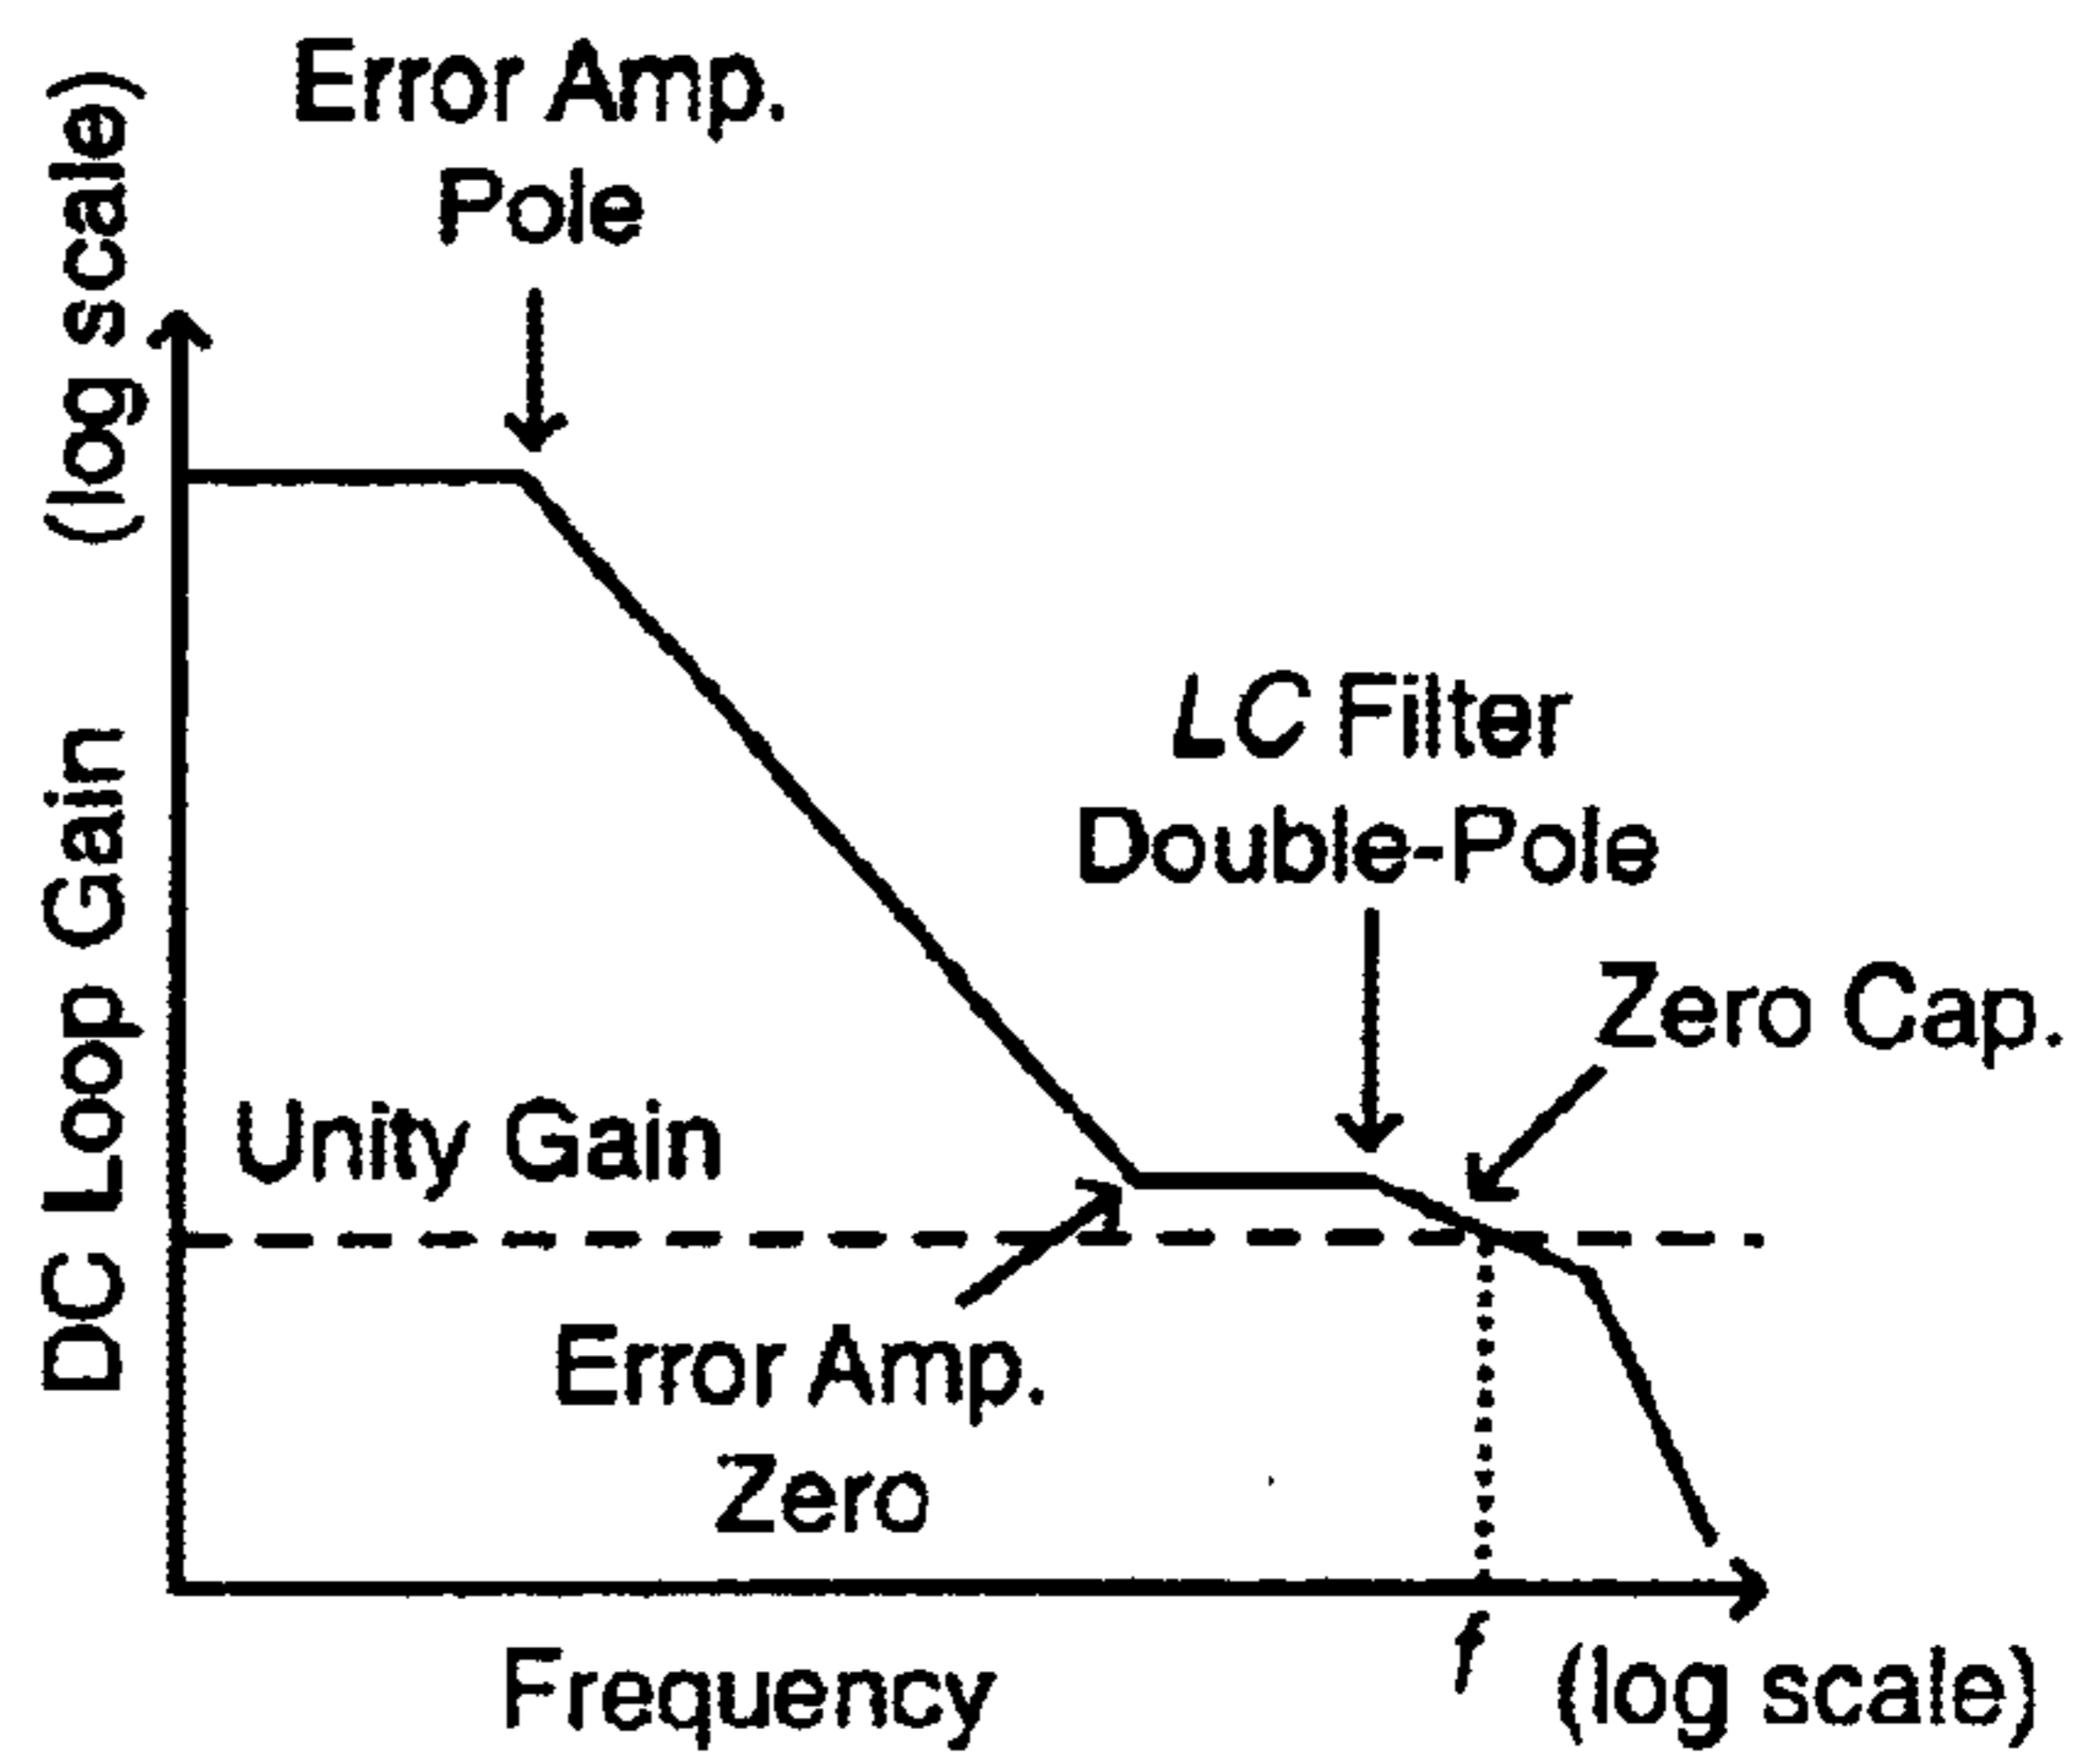 Error Amp.
Pole
DC Loop Gain (log scale)
LC Filter
Double-Pole
Zero Cap.
Unity Gain
Error Amp.
Zero
Frequency
f (log scale)